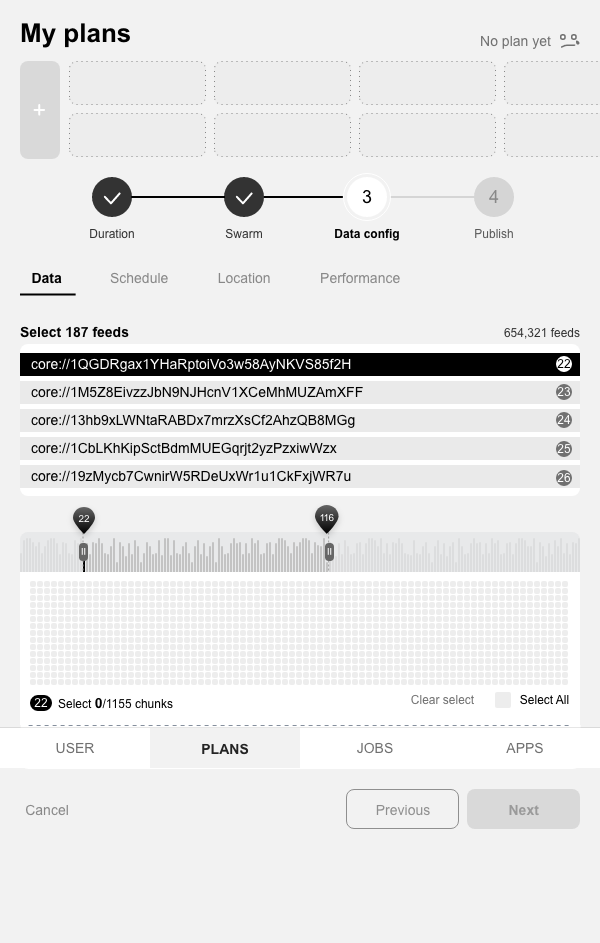 My plans
No plan yet
+
3
4
Duration
Swarm
Data config
Publish
Data
Schedule
Location
Performance
Select 187 feeds
654,321 feeds
core://1QGDRgax1YHaRptoiVo3w58AyNKVS85f2H
22
core://1M5Z8EivzzJbN9NJHcnV1XCeMhMUZAmXFF
23
core://13hb9xLWNtaRABDx7mrzXsCf2AhzQB8MGg
24
core://1CbLKhKipSctBdmMUEGqrjt2yzPzxiwWzx
25
core://19zMycb7CwnirW5RDeUxWr1u1CkFxjWR7u
26
22
116
22 Select 0/1155 chunks
Clear select
Select All
USER
PLANS
JOBS
APPS
Cancel
Previous
Next